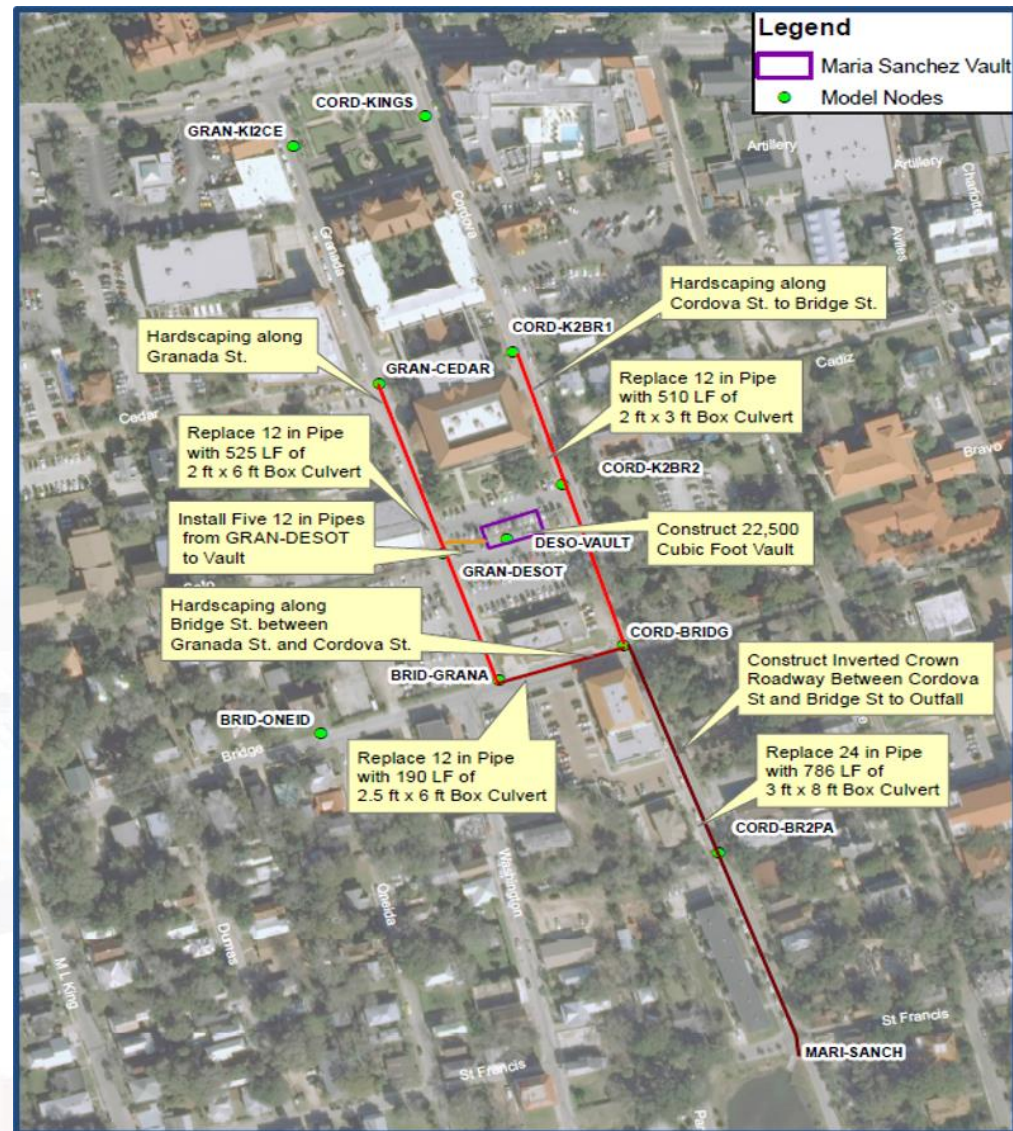 Legend
Maria Sanchez Vault
Model Nodes
CORD-KINGS
GRAN-KI2CE
Artillery
Artillery
Charlotte
Granada
Cordova
Aviles
Hardscaping along
Cordova St. to Bridge St.
CORD-K2BR1
Hardscaping along
Granada St.
GRAN-CEDAR
Cadiz
Replace 12 in Pipe
with 510 LF of
2 ft x 3 ft Box Culvert
Cedar
Replace 12 in Pipe
with 525 LF of
2 ft x 6 ft Box Culvert
Bravo
CORD-K2BR2
Install Five 12 in Pipes
from GRAN-DESOT
to Vault
Construct 22,500
Cubic Foot Vault
DESO-VAULT
GRAN-DESOT
Hardscaping along
Bridge St. between
Granada St. and Cordova St.
CORD-BRIDG
BRID-GRANA
Construct Inverted Crown
Roadway Between Cordova
St and Bridge St to Outfall
BRID-ONEID
Bridge
Replace 12 in Pipe
with 190 LF of
2.5 ft x 6 ft Box Culvert
Replace 24 in Pipe
with 786 LF of
3 ft x 8 ft Box Culvert
CORD-BR2PA
Washington
Oneida
Dumas
M L King
St Francis
MARI-SANCH
St Francis